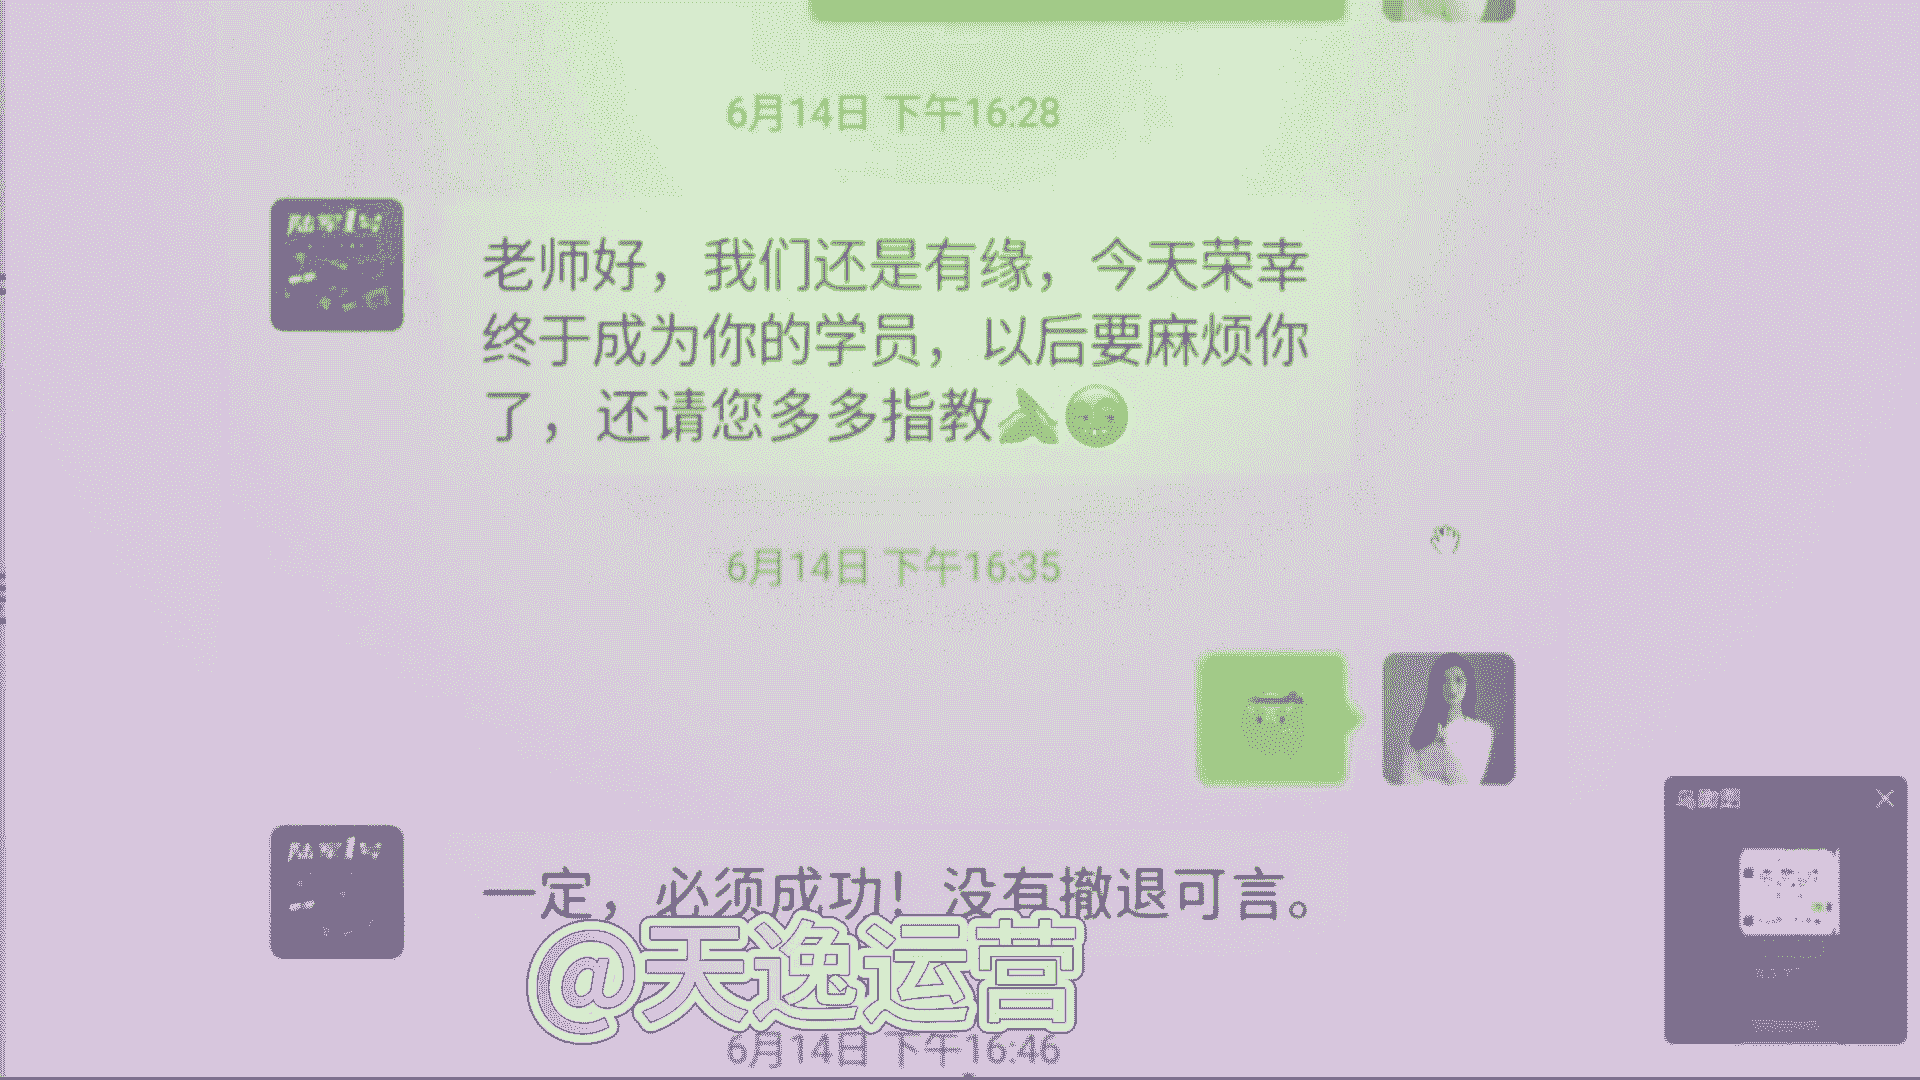 6月14日 下午16:28
老师好，我们还是有缘，今天荣幸
终于成为你的学员，以后要麻烦你
了，还请您多多指教
6月14日 下午16:35
一定，必须成功！没有撤退可言。
@天逸运营
6月14日 下午16:46